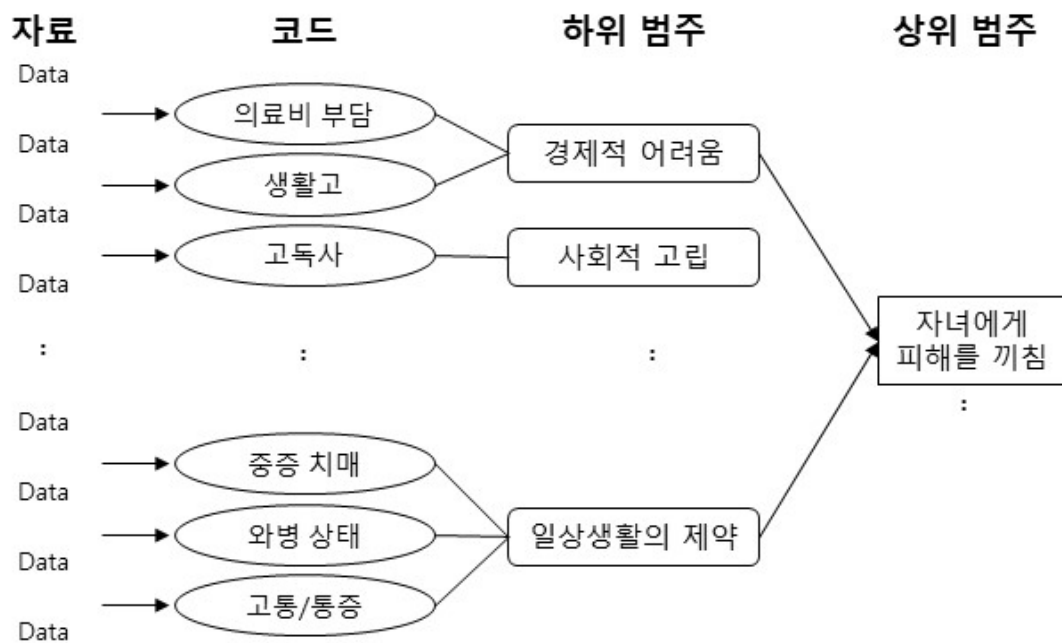 자료 코드 하위 범주 상위 범주
Data
의료비 부담
Data
경제적 어려움
생활고
Data
고독사
사회적 고립
Data
자녀에게
피해를 끼침
: : :
:
Data
중증 치매
Data
와병 상태
일상생활의 제약
Data
고통/통증
Data